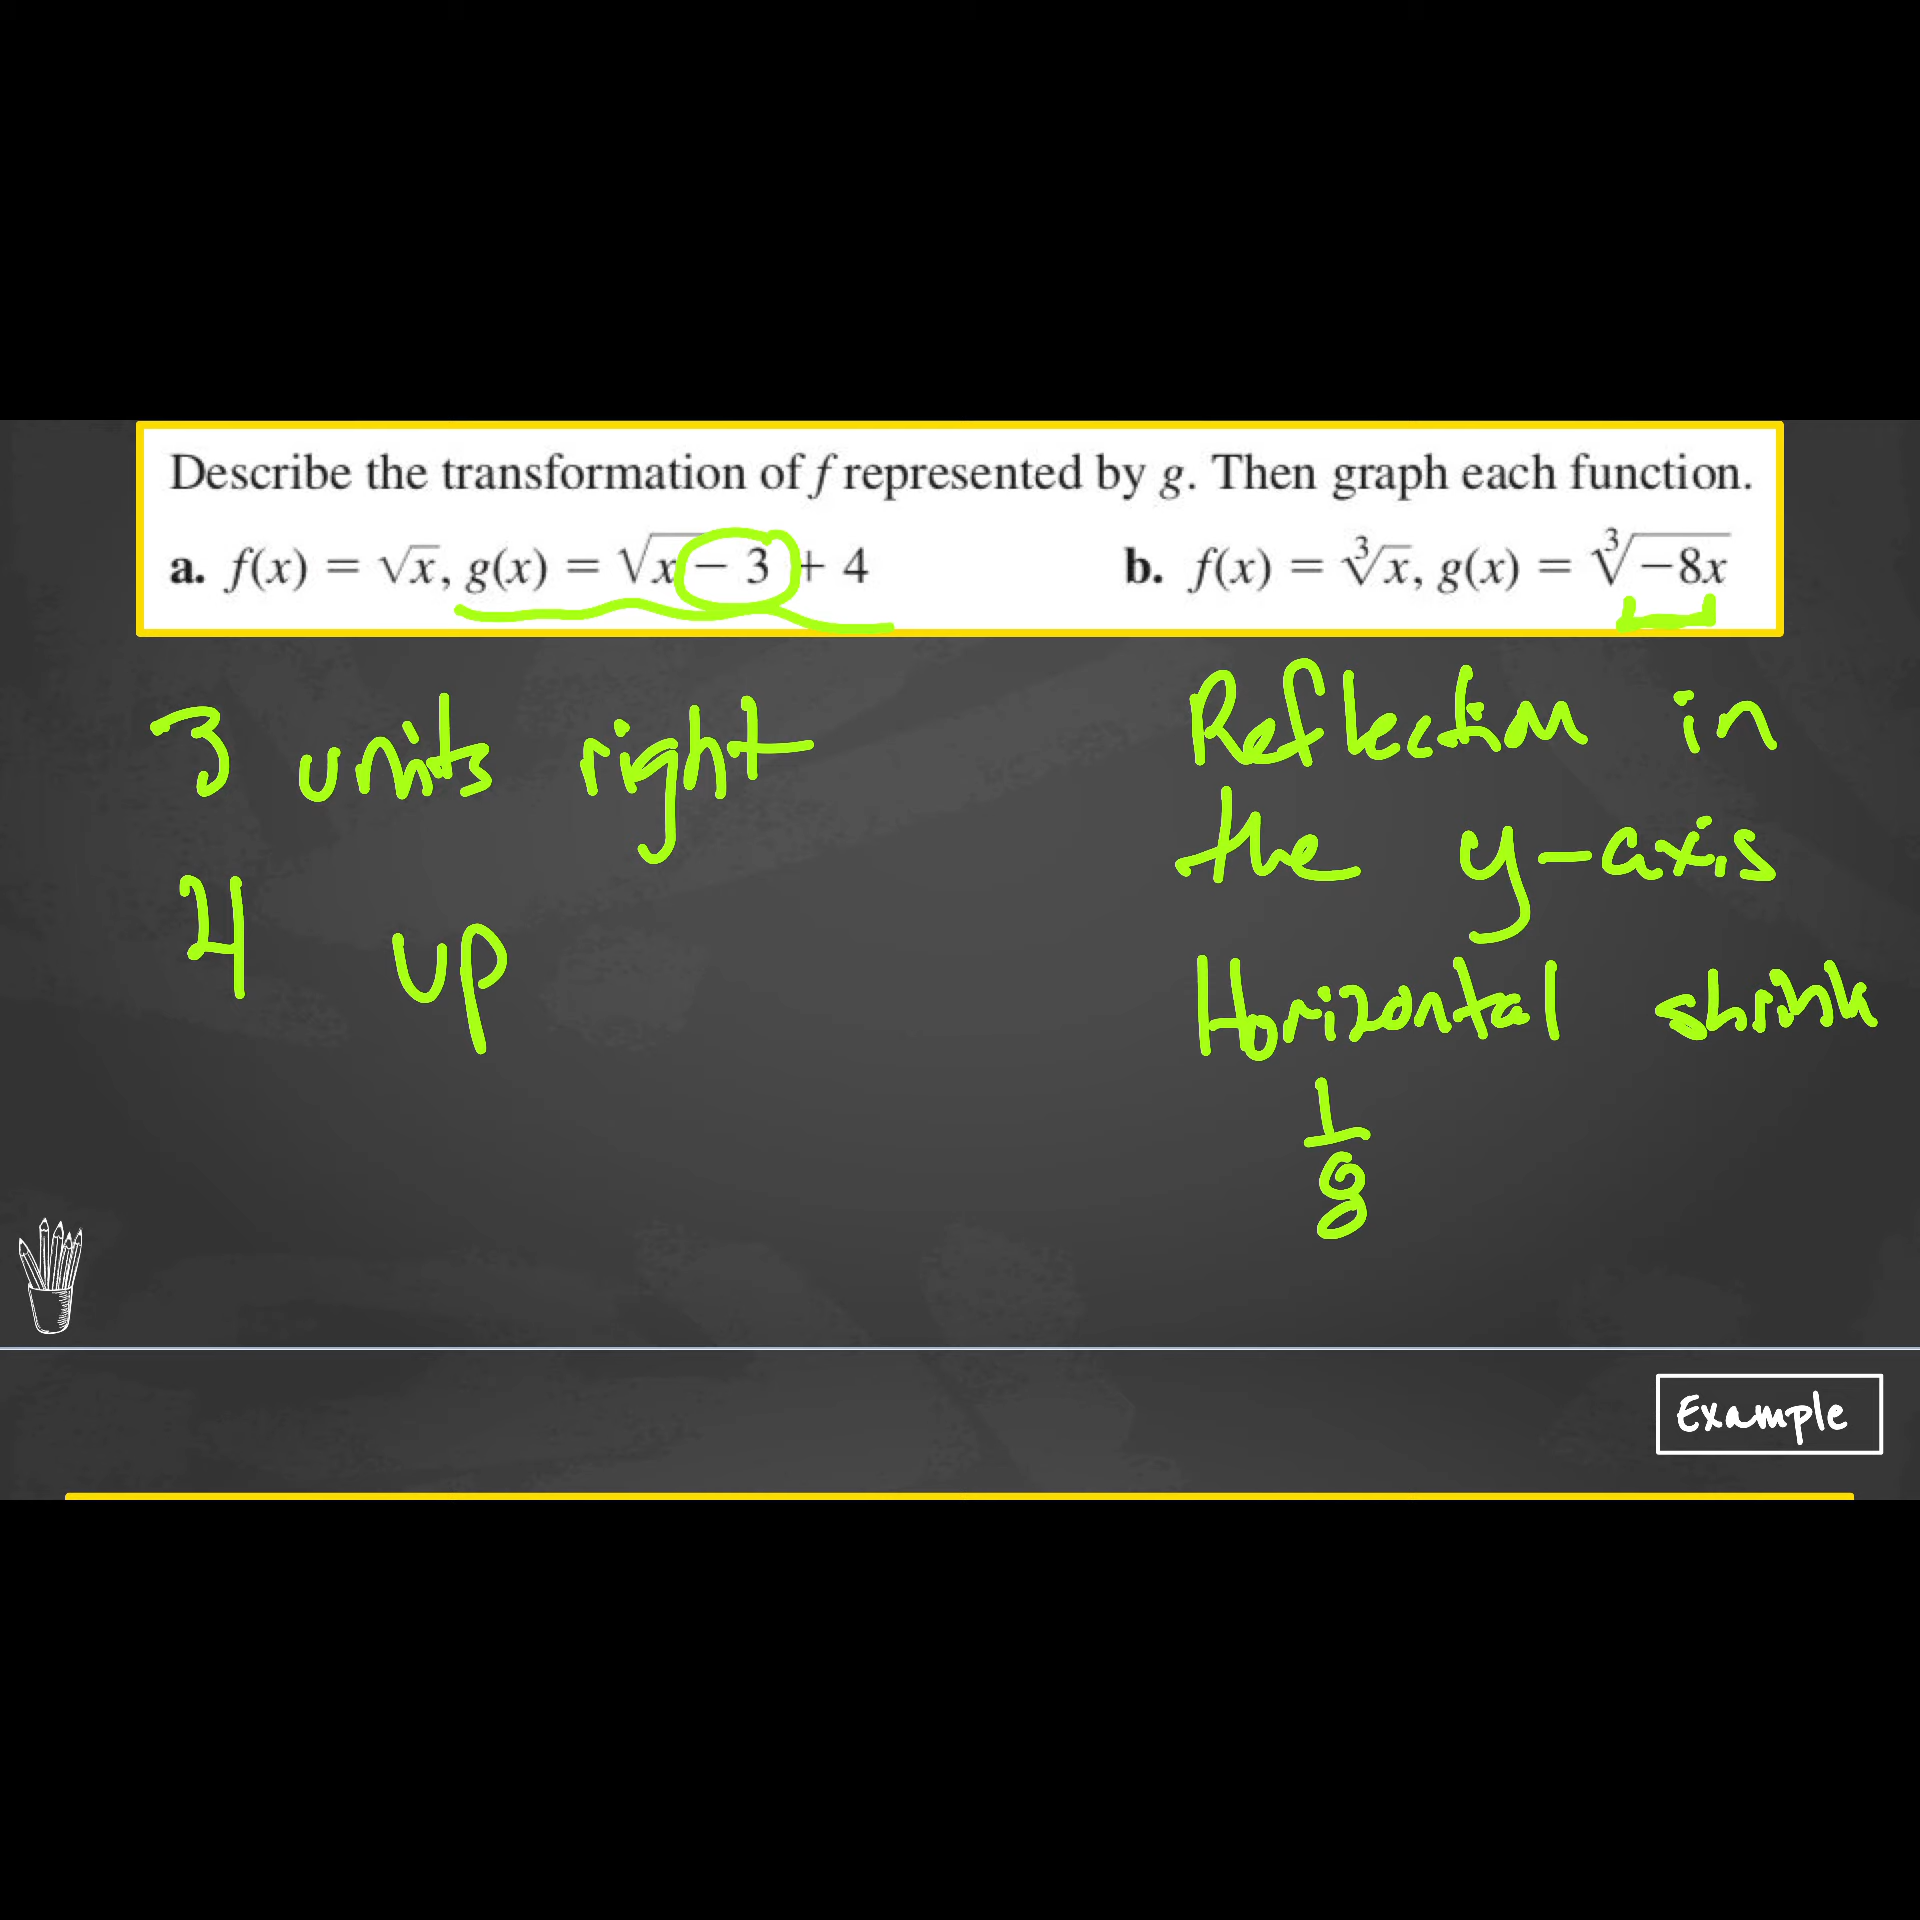 Describe the transformation of f represented by g. Then graph each function.
a. f(x) = √x, g(x) = √x − 3 + 4
b. f(x) = ∛x, g(x) = ∛−8x
3 units right
4 up
Reflection in
the y-axis
Horizontal shrink
1/8
Example